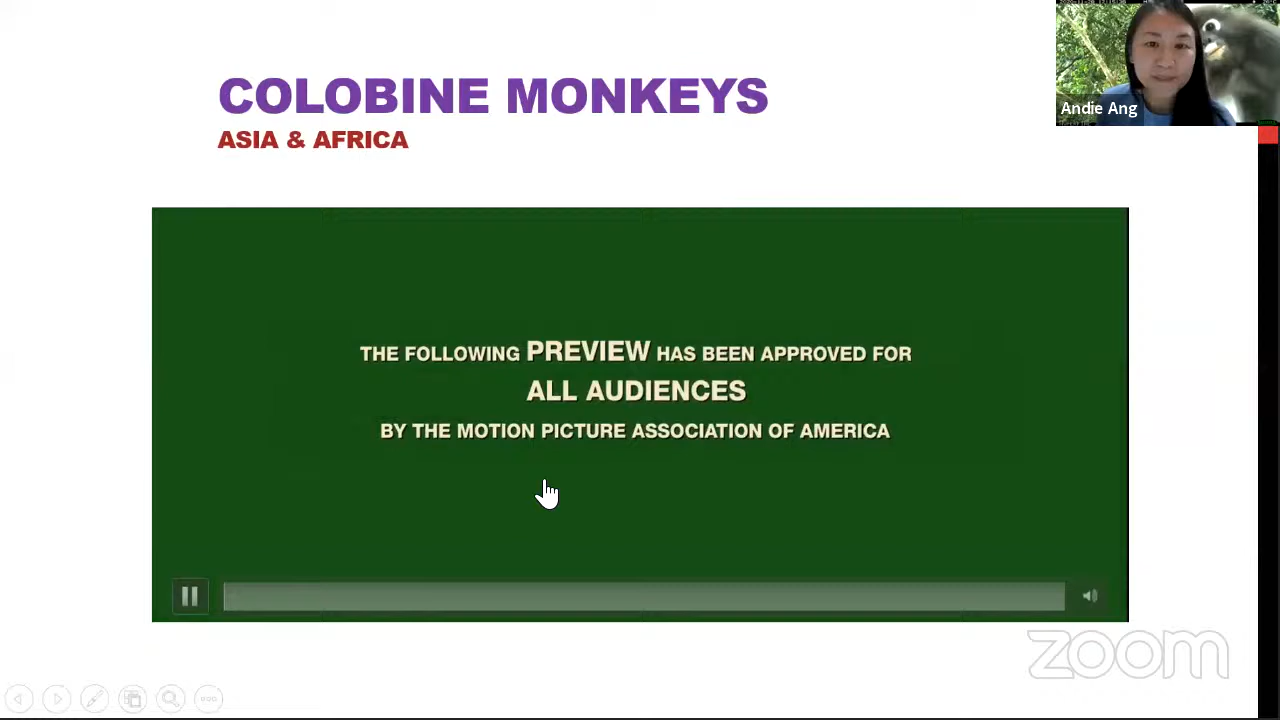 COLOBINE MONKEYS
ASIA & AFRICA
Andie Ang
THE FOLLOWING PREVIEW HAS BEEN APPROVED FOR
ALL AUDIENCES
BY THE MOTION PICTURE ASSOCIATION OF AMERICA
zoom